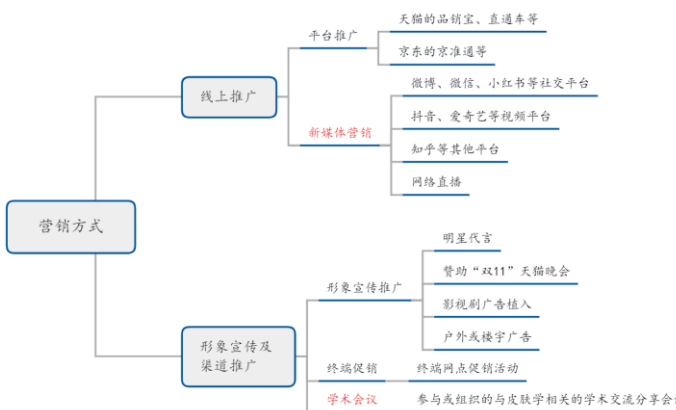 天猫的品销宝、直通车等
平台推广
京东的京准通等
线上推广
微博、微信、小红书等社交平台
抖音、爱奇艺等视频平台
新媒体营销
知乎等其他平台
网络直播
营销方式
明星代言
赞助“双11”天猫晚会
形象宣传推广
影视剧广告植入
户外或楼宇广告
形象宣传及
渠道推广
终端促销
终端网点促销活动
学术会议
参与或组织的与皮肤学相关的学术交流分享会